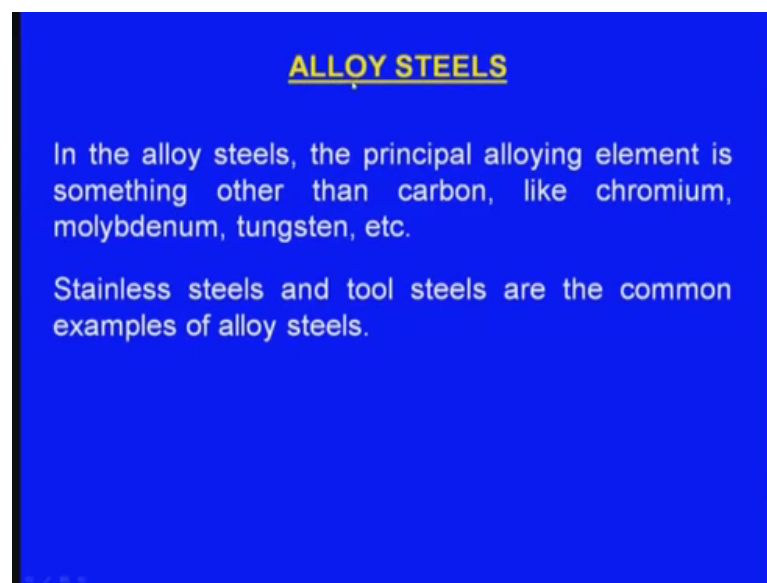 ALLOY STEELS
In the alloy steels, the principal alloying element is
something other than carbon, like chromium,
molybdenum, tungsten, etc.
Stainless steels and tool steels are the common
examples of alloy steels.